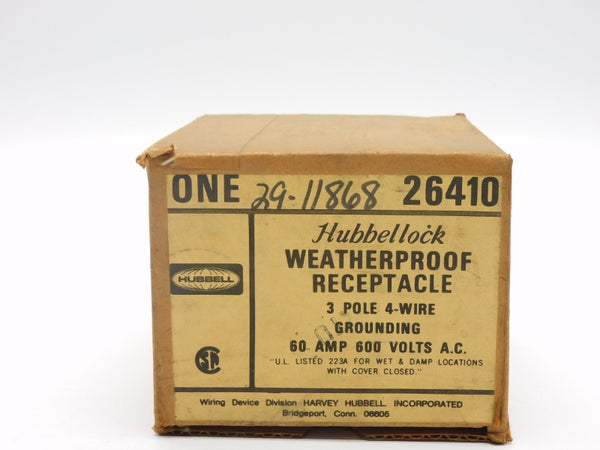 ONE 29-11868 26410
Hubbellock
WEATHERPROOF
RECEPTACLE
HUBBELL
3 POLE 4-WIRE
GROUNDING
60 AMP 600 VOLTS A.C.
"U.L. LISTED 223A FOR WET & DAMP LOCATIONS
WITH COVER CLOSED."
Wiring Device Division HARVEY HUBBELL INCORPORATED
Bridgeport, Conn. 06605